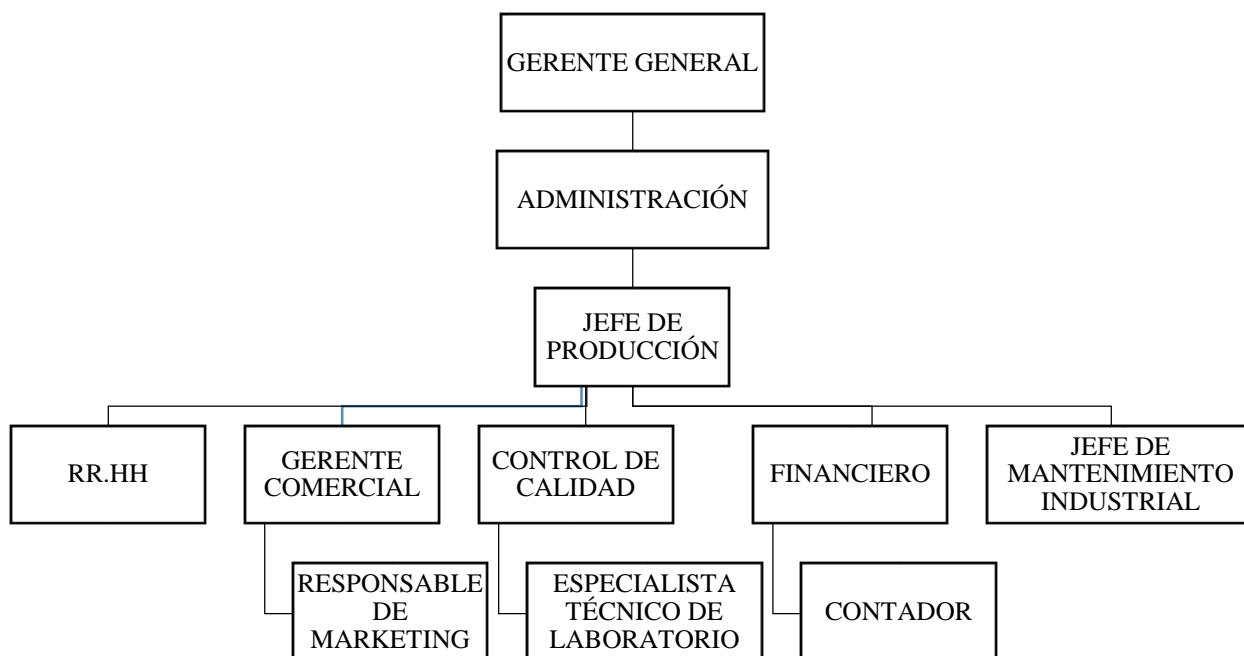 GERENTE GENERAL
ADMINISTRACIÓN
JEFE DE
PRODUCCIÓN
RR.HH
GERENTE
COMERCIAL
CONTROL DE
CALIDAD
FINANCIERO
JEFE DE
MANTENIMIENTO
INDUSTRIAL
RESPONSABLE
DE
MARKETING
ESPECIALISTA
TÉCNICO DE
LABORATORIO
CONTADOR